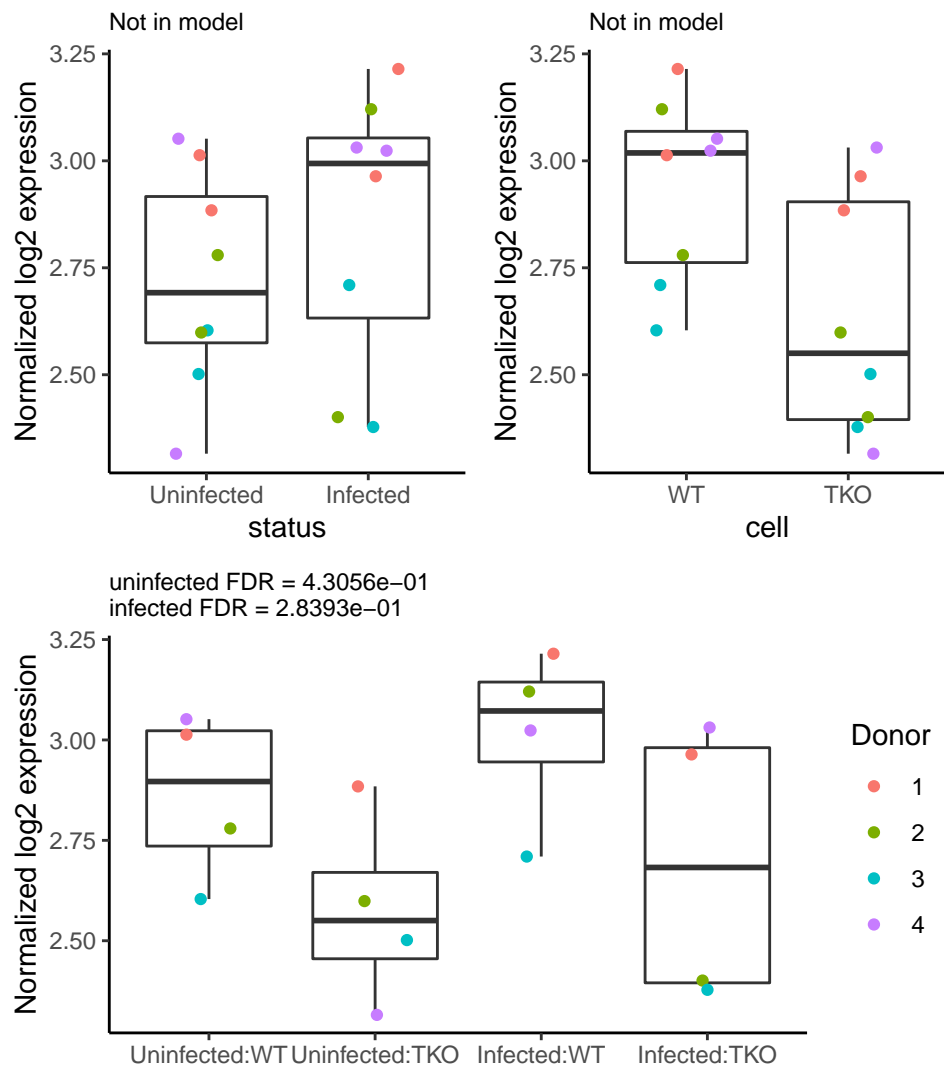 Not in model
Normalized log2 expression
3.25
3.00
2.75
2.50
Uninfected Infected
status
Not in model
Normalized log2 expression
3.25
3.00
2.75
2.50
WT TKO
cell
uninfected FDR = 4.3056e−01
infected FDR = 2.8393e−01
Normalized log2 expression
3.25
3.00
2.75
2.50
Uninfected:WT Uninfected:TKO Infected:WT Infected:TKO
Donor
1
2
3
4